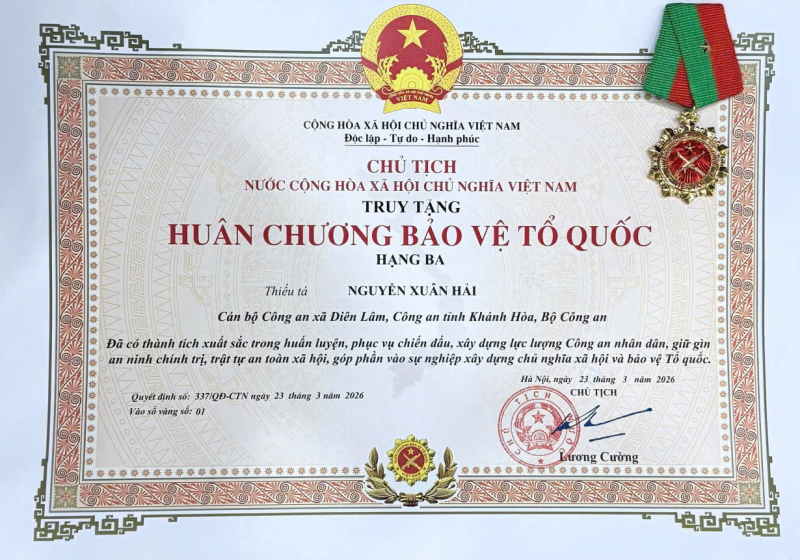 VIỆT NAM
CỘNG HÒA XÃ HỘI CHỦ NGHĨA VIỆT NAM
Độc lập - Tự do - Hạnh phúc
CHỦ TỊCH
NƯỚC CỘNG HÒA XÃ HỘI CHỦ NGHĨA VIỆT NAM
TRUY TẶNG
HUÂN CHƯƠNG BẢO VỆ TỔ QUỐC
HẠNG BA
Thiếu tá NGUYỄN XUÂN HẢI
Cán bộ Công an xã Diên Lâm, Công an tỉnh Khánh Hòa, Bộ Công an
Đã có thành tích xuất sắc trong huấn luyện, phục vụ chiến đấu, xây dựng lực lượng Công an nhân dân, giữ gìn
an ninh chính trị, trật tự an toàn xã hội, góp phần vào sự nghiệp xây dựng chủ nghĩa xã hội và bảo vệ Tổ quốc.
Hà Nội, ngày 23 tháng 3 năm 2026
CHỦ TỊCH
Quyết định số: 337/QĐ-CTN ngày 23 tháng 3 năm 2026
Vào sổ vàng số: 01
CHỦ TỊCH NƯỚC
Lương Cường